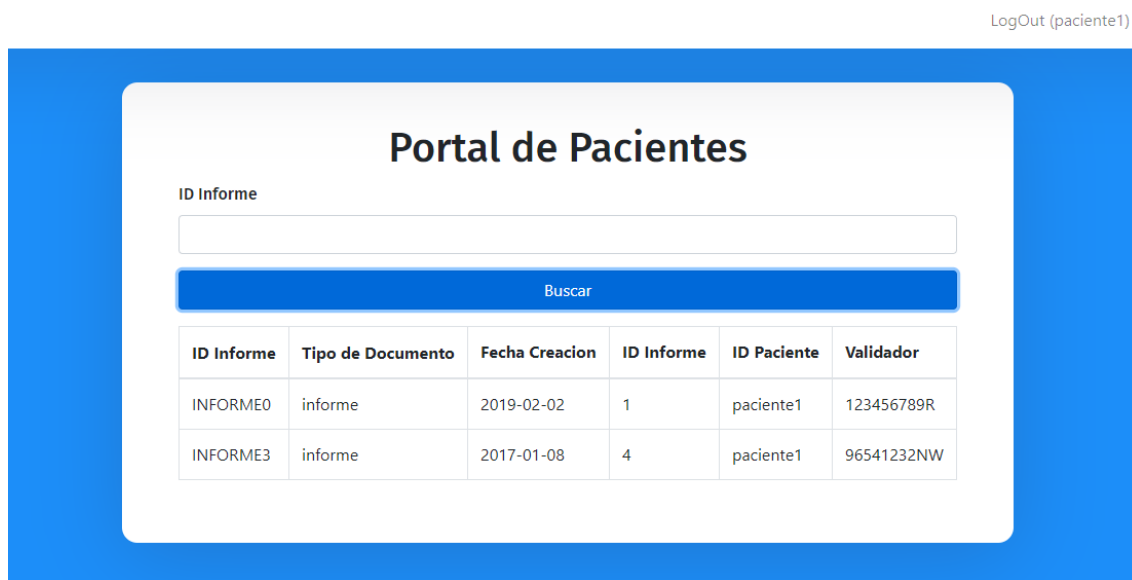 LogOut (paciente1)
Portal de Pacientes
ID Informe
Buscar
ID Informe Tipo de Documento Fecha Creacion ID Informe ID Paciente Validador
INFORME0 informe 2019-02-02 1 paciente1 123456789R
INFORME3 informe 2017-01-08 4 paciente1 96541232NW